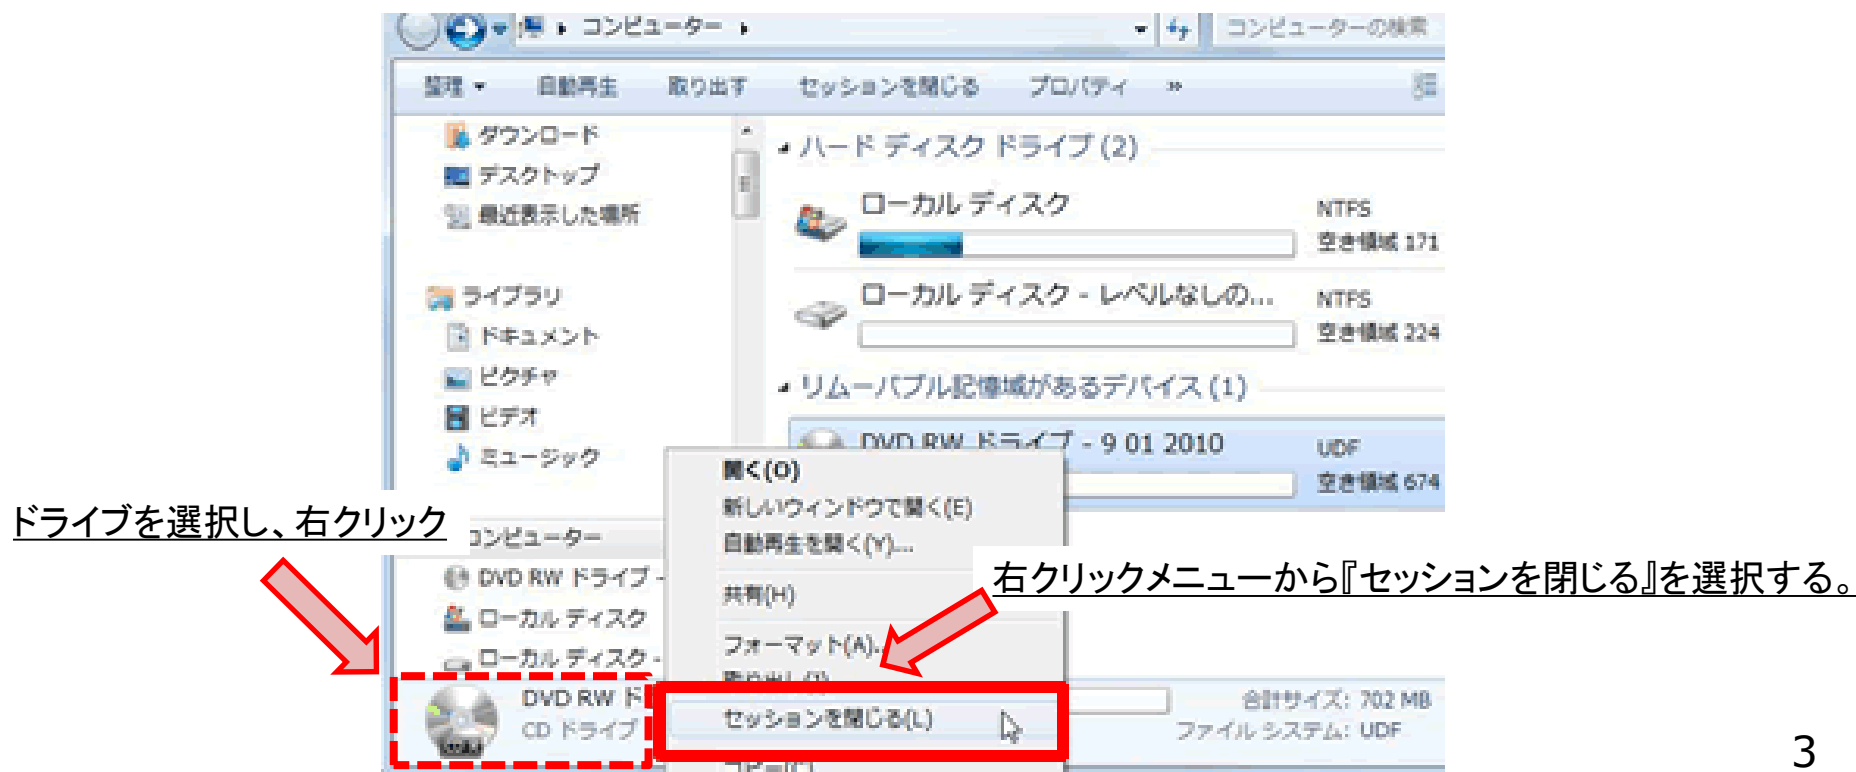 コンピューター
コンピューターの検索
整理
自動再生
取り出す
セッションを閉じる
プロパティ
»
ダウンロード
デスクトップ
最近表示した場所
ライブラリ
ドキュメント
ピクチャ
ビデオ
ミュージック
ハード ディスク ドライブ (2)
ローカル ディスク
NTFS
空き領域 171
ローカル ディスク - レベルなしの...
NTFS
空き領域 224
リムーバブル記憶域があるデバイス (1)
DVD RW ドライブ - 9 01 2010
UDF
空き領域 674
ドライブを選択し、右クリック
コンピューター
DVD RW ドライブ -
ローカル ディスク
ローカル ディスク -
開く(O)
新しいウィンドウで開く(E)
自動再生を開く(Y)...
共有(H)
フォーマット(A)...
取り出し(J)
セッションを閉じる(L)
右クリックメニューから『セッションを閉じる』を選択する。
DVD RW ド
CD ドライブ
合計サイズ: 702 MB
ファイル システム: UDF
3